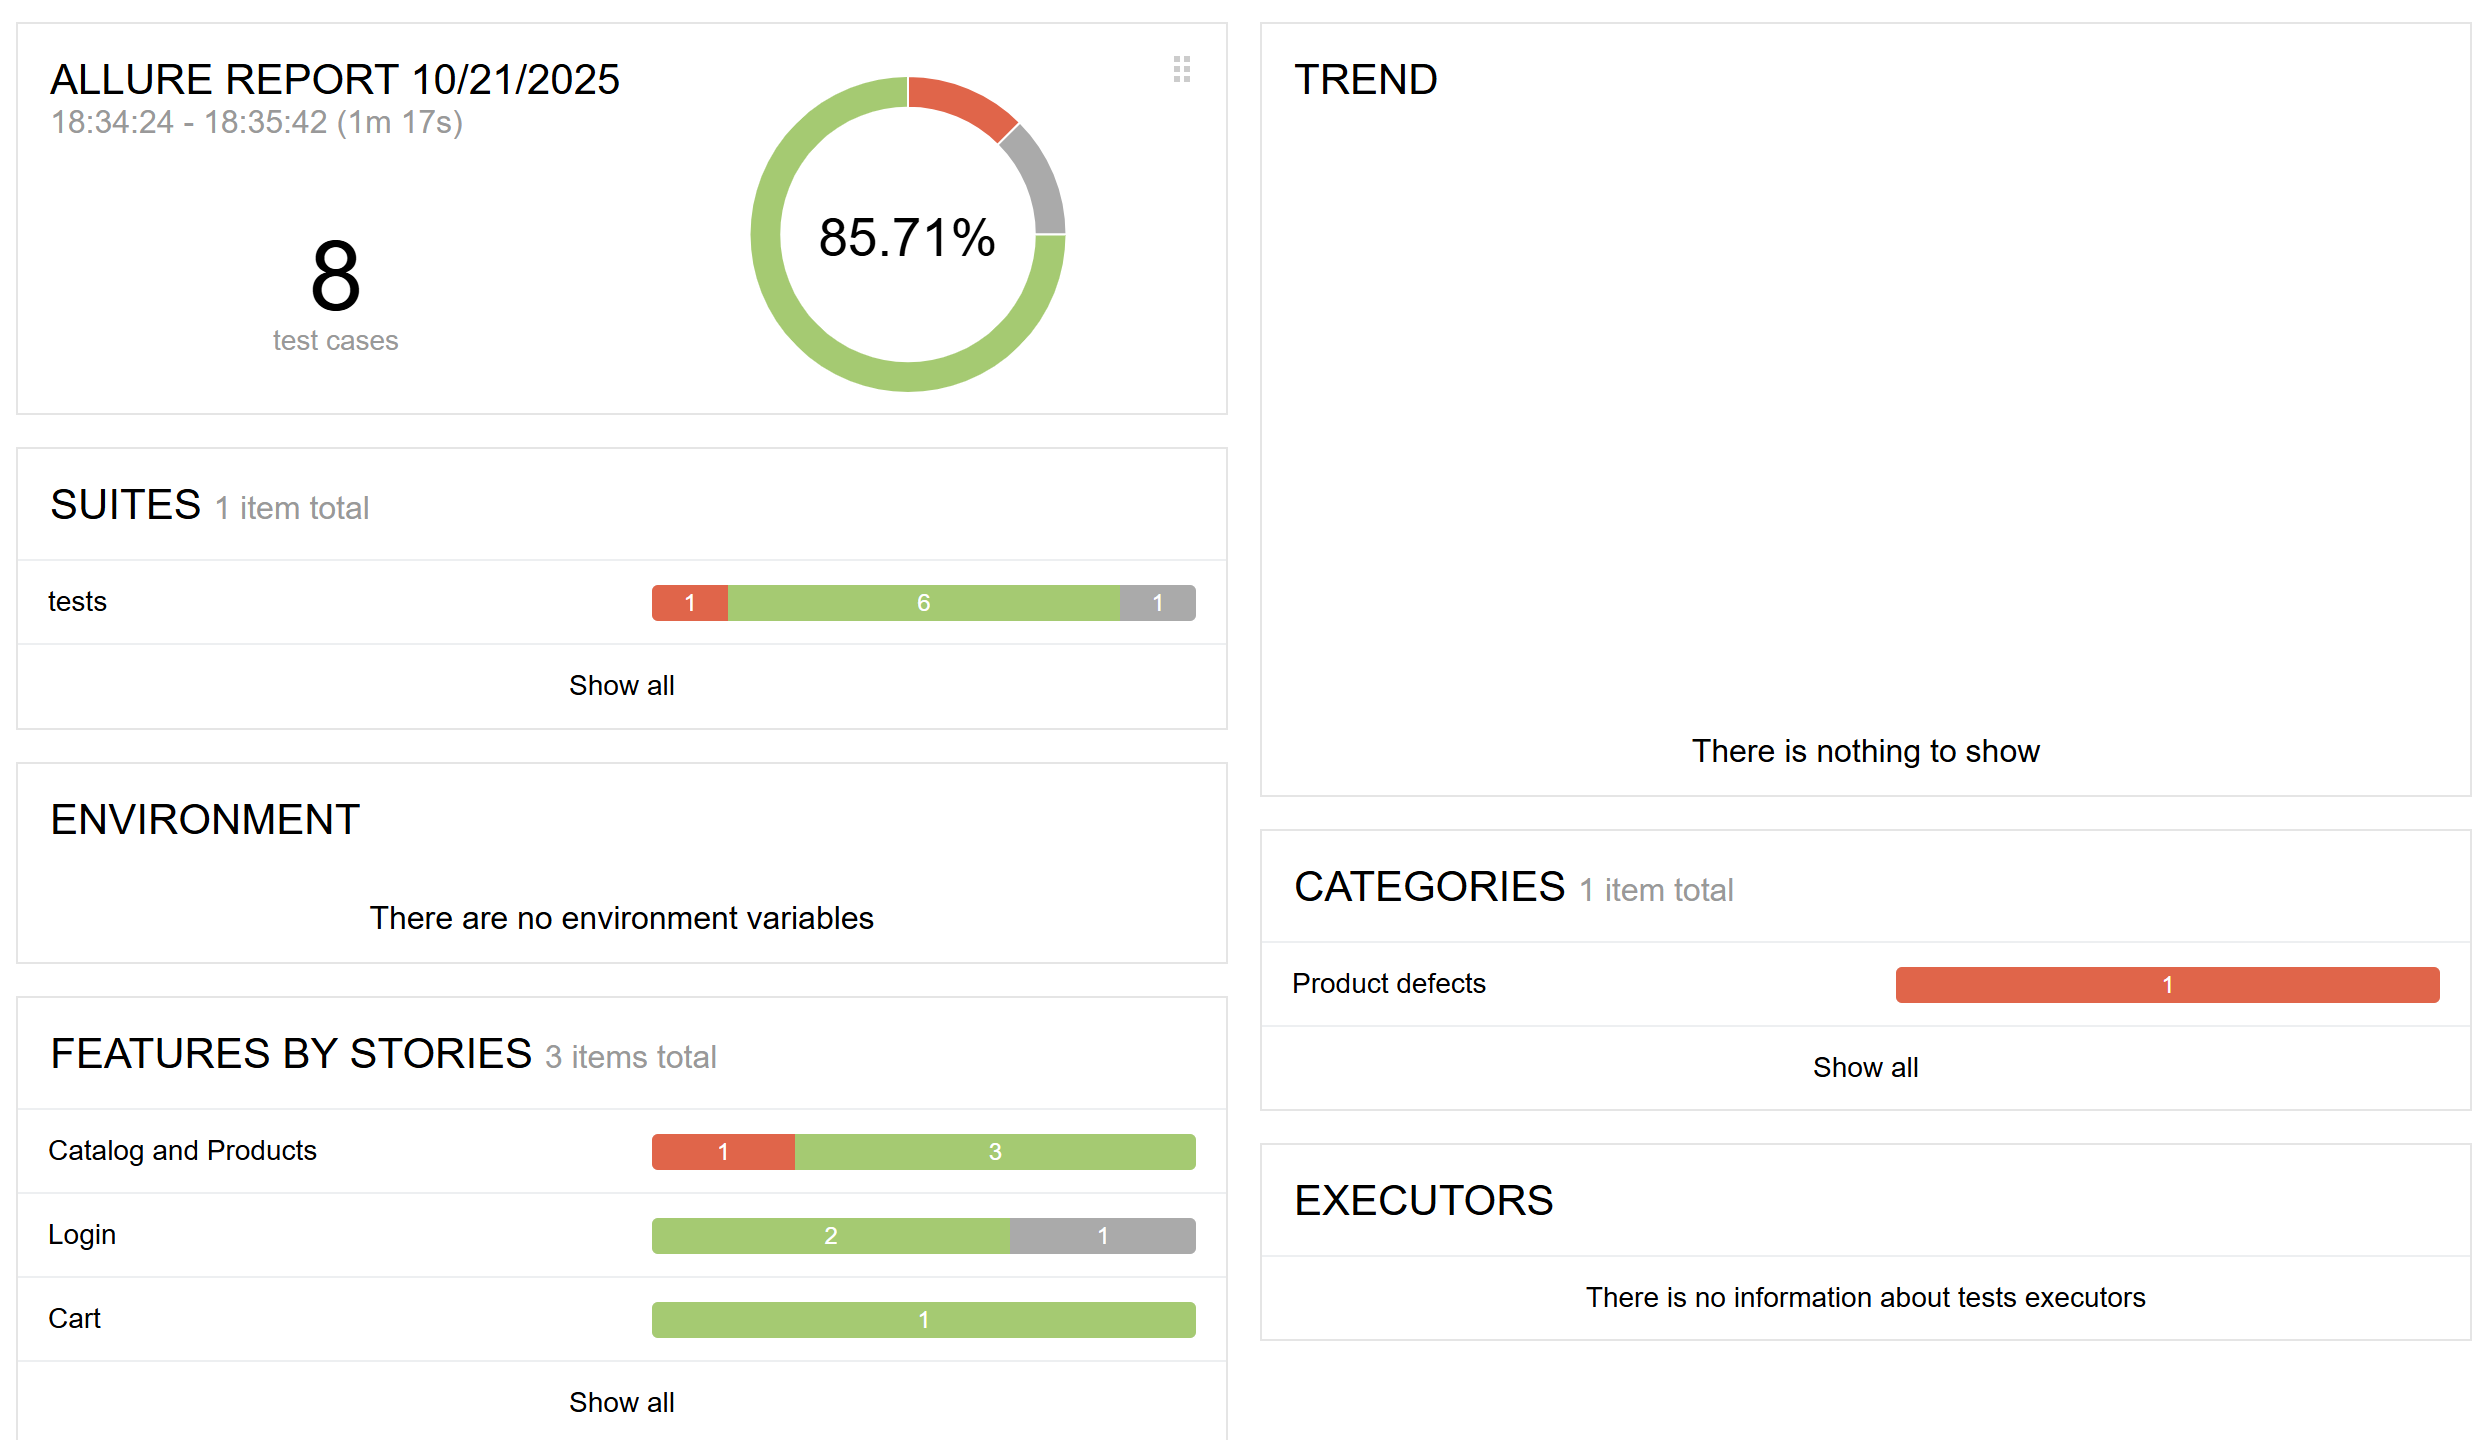 ALLURE REPORT 10/21/2025
18:34:24 - 18:35:42 (1m 17s)
8
test cases
85.71%
SUITES 1 item total
tests 1 6 1
Show all
ENVIRONMENT
There are no environment variables
FEATURES BY STORIES 3 items total
Catalog and Products 1 3
Login 2 1
Cart 1
Show all
TREND
There is nothing to show
CATEGORIES 1 item total
Product defects 1
Show all
EXECUTORS
There is no information about tests executors